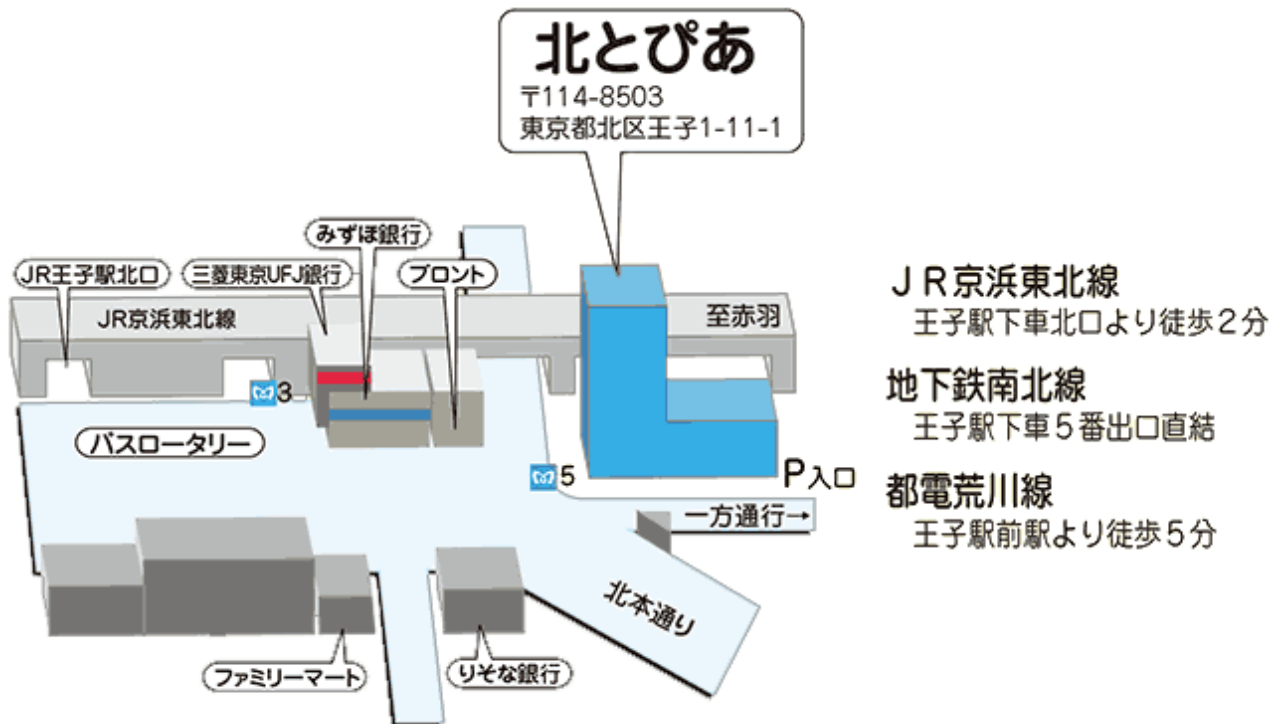 北とぴあ
〒114-8503
東京都北区王子1-11-1
みずほ銀行
JR王子駅北口
三菱東京UFJ銀行
プロント
JR京浜東北線
至赤羽
3
バスロータリー
5
P入口
一方通行→
北本通り
ファミリーマート
りそな銀行
JR京浜東北線
王子駅下車北口より徒歩2分
地下鉄南北線
王子駅下車5番出口直結
都電荒川線
王子駅前駅より徒歩5分